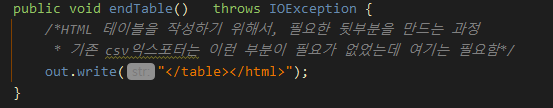 public void endTable()   throws IOException {
/*HTML 테이블을 작성하기 위해서, 필요한 뒷부분을 만드는 과정
* 기존 csv익스포터는 이런 부분이 필요가 없었는데 여기는 필요함*/
out.write( str: "</table></html>");
}